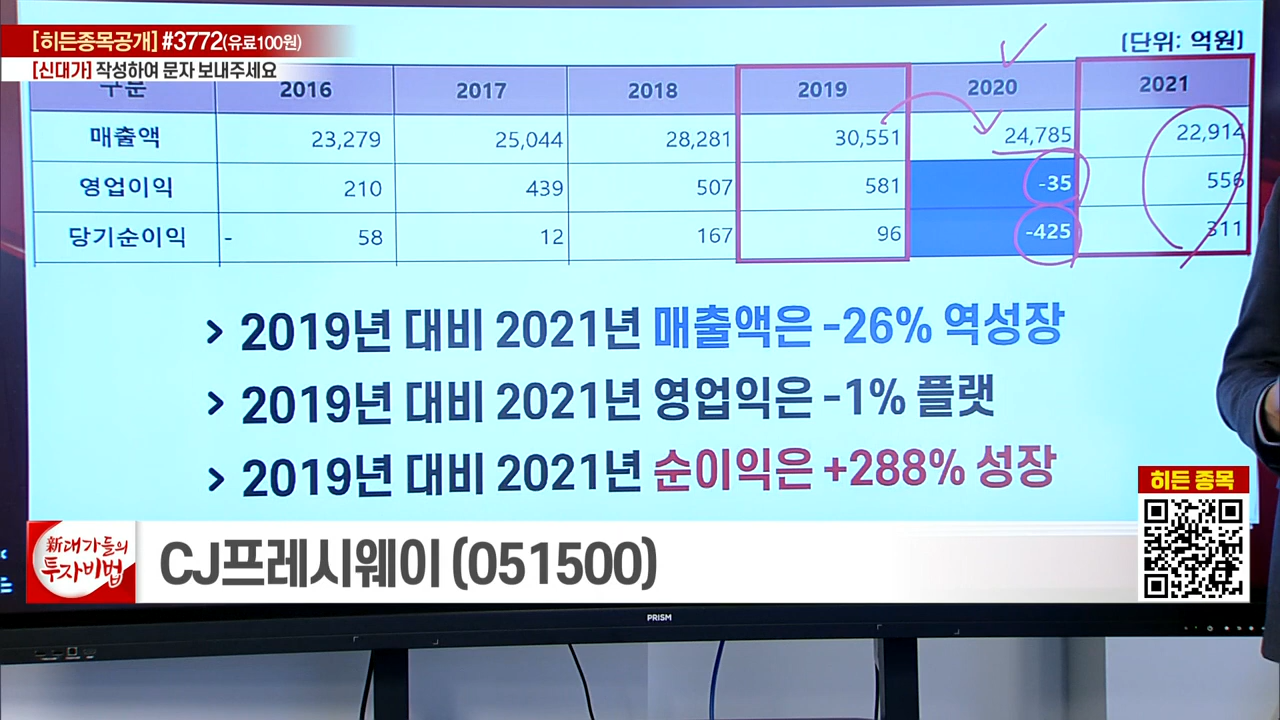 [히든종목공개] #3772(유료100원)
[신대가] 작성하여 문자 보내주세요
(단위: 억원)
구분 2016 2017 2018 2019 2020 2021
매출액 23,279 25,044 28,281 30,551 24,785 22,914
영업이익 210 439 507 581 -35 556
당기순이익 - 58 12 167 96 -425 311
> 2019년 대비 2021년 매출액은 -26% 역성장
> 2019년 대비 2021년 영업익은 -1% 플랫
> 2019년 대비 2021년 순이익은 +288% 성장
히든 종목
新대가들의
투자비법
CJ프레시웨이 (051500)
PRISM